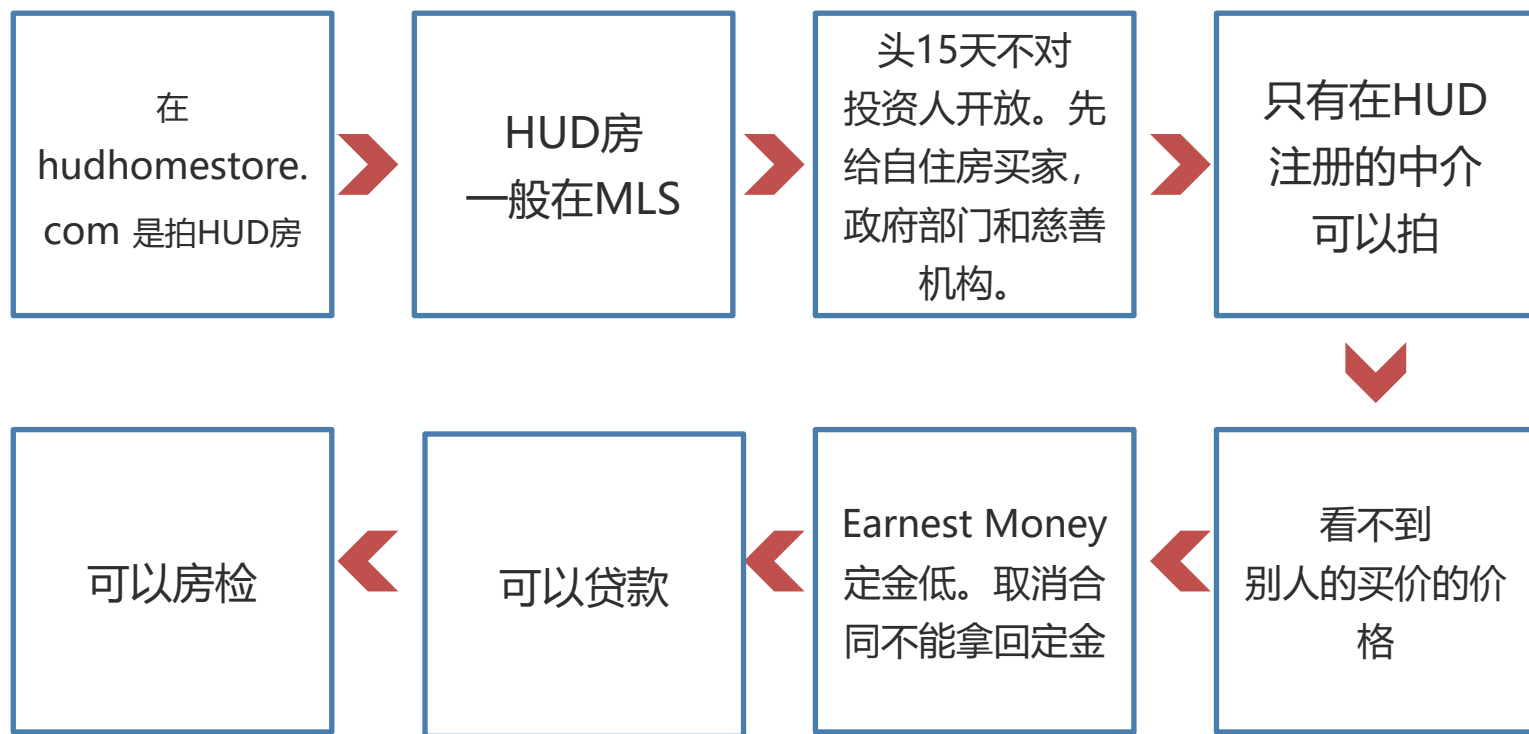 在
hudhomestore.
com 是拍HUD房
HUD房
一般在MLS
头15天不对
投资人开放。先
给自住房买家，
政府部门和慈善
机构。
只有在HUD
注册的中介
可以拍
看不到
别人的买价的价
格
Earnest Money
定金低。取消合
同不能拿回定金
可以贷款
可以房检